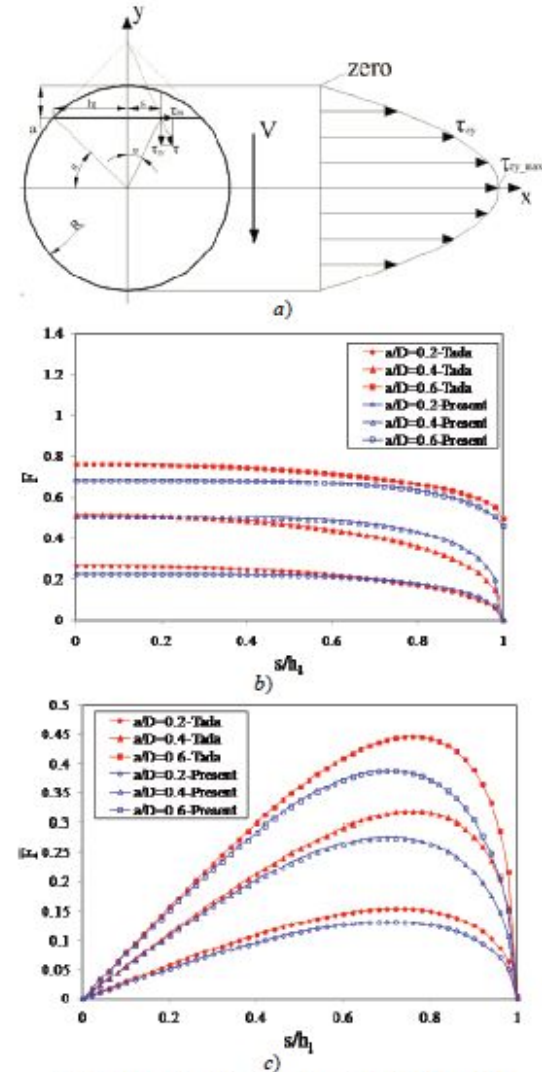 y
zero
V
τzy
τzy_max
x
a
R
a)
1.4
1.2
1
0.8
0.6
0.4
0.2
0
F
a/D=0.2-Tada
a/D=0.4-Tada
a/D=0.6-Tada
a/D=0.2-Present
a/D=0.4-Present
a/D=0.6-Present
0 0.2 0.4 0.6 0.8 1
s/h1
b)
0.5
0.45
0.4
0.35
0.3
0.25
0.2
0.15
0.1
0.05
0
F
a/D=0.2-Tada
a/D=0.4-Tada
a/D=0.6-Tada
a/D=0.2-Present
a/D=0.4-Present
a/D=0.6-Present
0 0.2 0.4 0.6 0.8 1
s/h1
c)